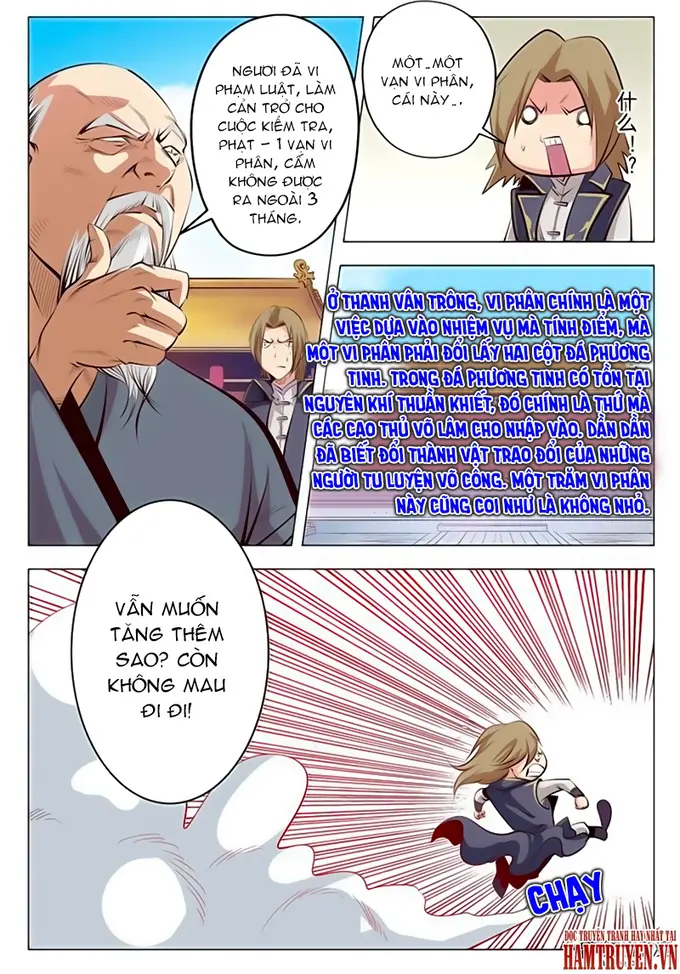 NGƯƠI ĐÃ VI
PHẠM LUẬT, LÀM
CẢN TRỞ CHO
CUỘC KIỂM TRA,
PHẠT - 1 VẠN VI
PHÂN, CẤM
KHÔNG ĐƯỢC
RA NGOÀI 3
THÁNG.
MỘT_MỘT
VẠN VI PHÂN,
CÁI NÀY_.
什么!?
Ở THANH VÂN TRÔNG, VI PHÂN CHÍNH LÀ MỘT
VIỆC DỰA VÀO NHIỆM VỤ MÀ TÍNH ĐIỂM, MÀ
MỘT VI PHÂN PHẢI ĐỔI LẤY HAI CỘT ĐÁ PHƯƠNG
TINH. TRONG ĐÁ PHƯƠNG TINH CÓ TỒN TẠI
NGUYÊN KHÍ THUẦN KHIẾT, ĐÓ CHÍNH LÀ THỨ MÀ
CÁC CAO THỦ VÕ LÂM CHO NHẬP VÀO. DẦN DẦN
ĐÃ BIẾT ĐỔI THÀNH VẬT TRAO ĐỔI CỦA NHỮNG
NGƯỜI TU LUYỆN VÕ CÔNG. MỘT TRĂM VI PHÂN
NÀY CŨNG COI NHƯ LÀ KHÔNG NHỎ.
VẪN MUỐN
TĂNG THÊM
SAO? CÒN
KHÔNG MAU
ĐI ĐI!
CHẠY
ĐỌC TRUYỆN TRANH HAY NHẤT TẠI
HAMTRUYEN.VN